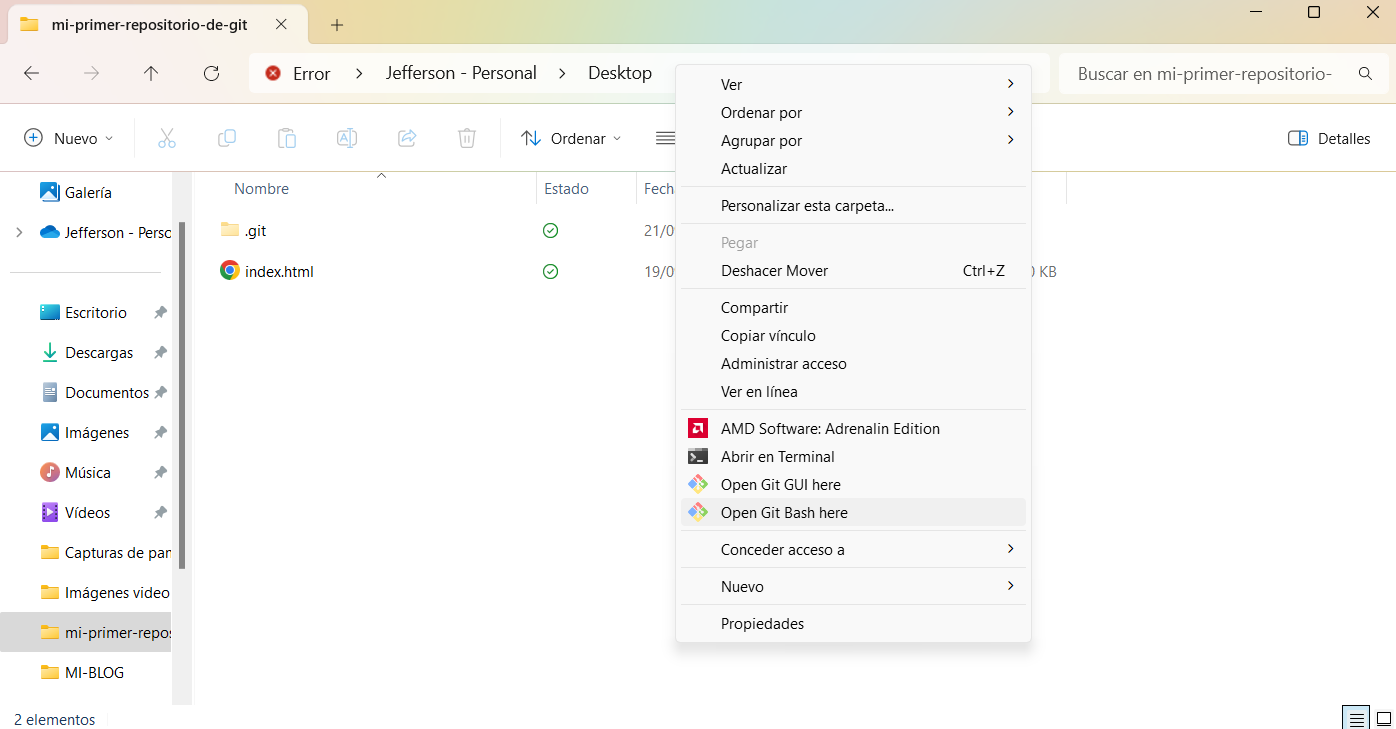 mi-primer-repositorio-de-git
Error > Jefferson - Personal > Desktop
Buscar en mi-primer-repositorio-
Nuevo
Ordenar
Detalles
Nombre
Estado
Fech
.git
21/0
index.html
19/0
KB
Galería
Jefferson - Perso
Escritorio
Descargas
Documentos
Imágenes
Música
Vídeos
Capturas de pan
Imágenes video
mi-primer-repos
MI-BLOG
2 elementos
Ver
Ordenar por
Agrupar por
Actualizar
Personalizar esta carpeta...
Pegar
Deshacer Mover Ctrl+Z
Compartir
Copiar vínculo
Administrar acceso
Ver en línea
AMD Software: Adrenalin Edition
Abrir en Terminal
Open Git GUI here
Open Git Bash here
Conceder acceso a
Nuevo
Propiedades